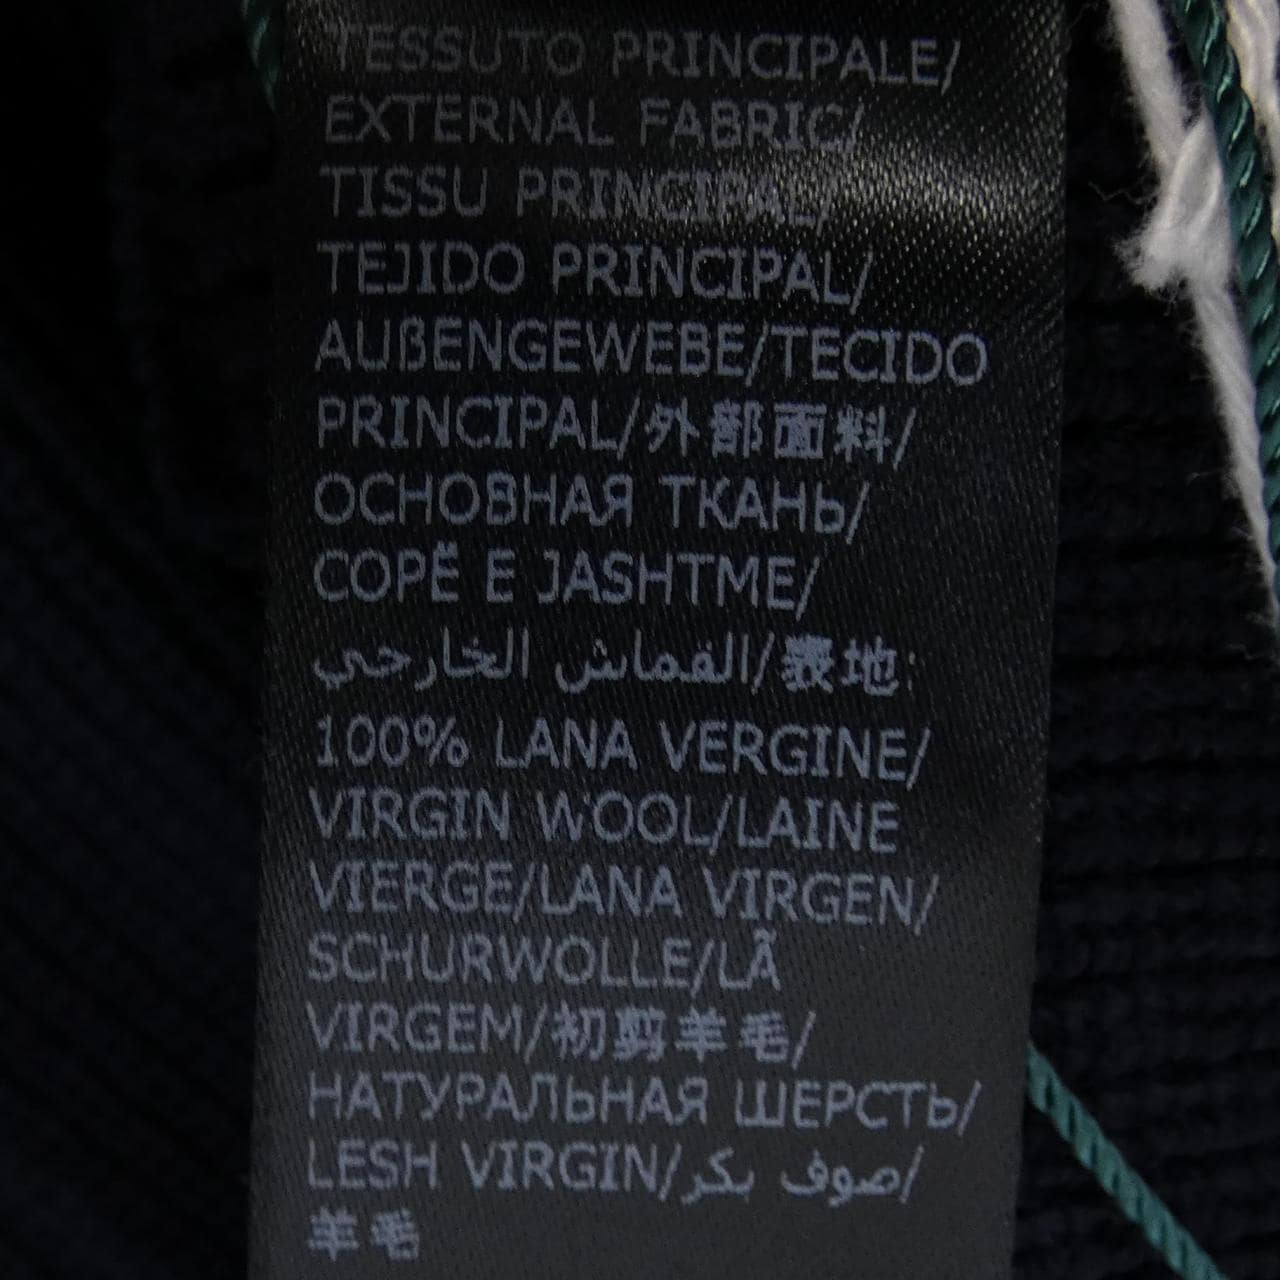 TESSUTO PRINCIPALE/
EXTERNAL FABRIC/
TISSU PRINCIPAL/
TEJIDO PRINCIPAL/
AUßENGEWEBE/TECIDO
PRINCIPAL/外部面料/
ОСНОВНАЯ ТКАНЬ/
COPË E JASHTME/
القماش الخارجي/表地:
100% LANA VERGINE/
VIRGIN WOOL/LAINE
VIERGE/LANA VIRGEN/
SCHURWOLLE/LÃ
VIRGEM/初剪羊毛/
НАТУРАЛЬНАЯ ШЕРСТЬ/
LESH VIRGIN/صوف بكر/
羊毛